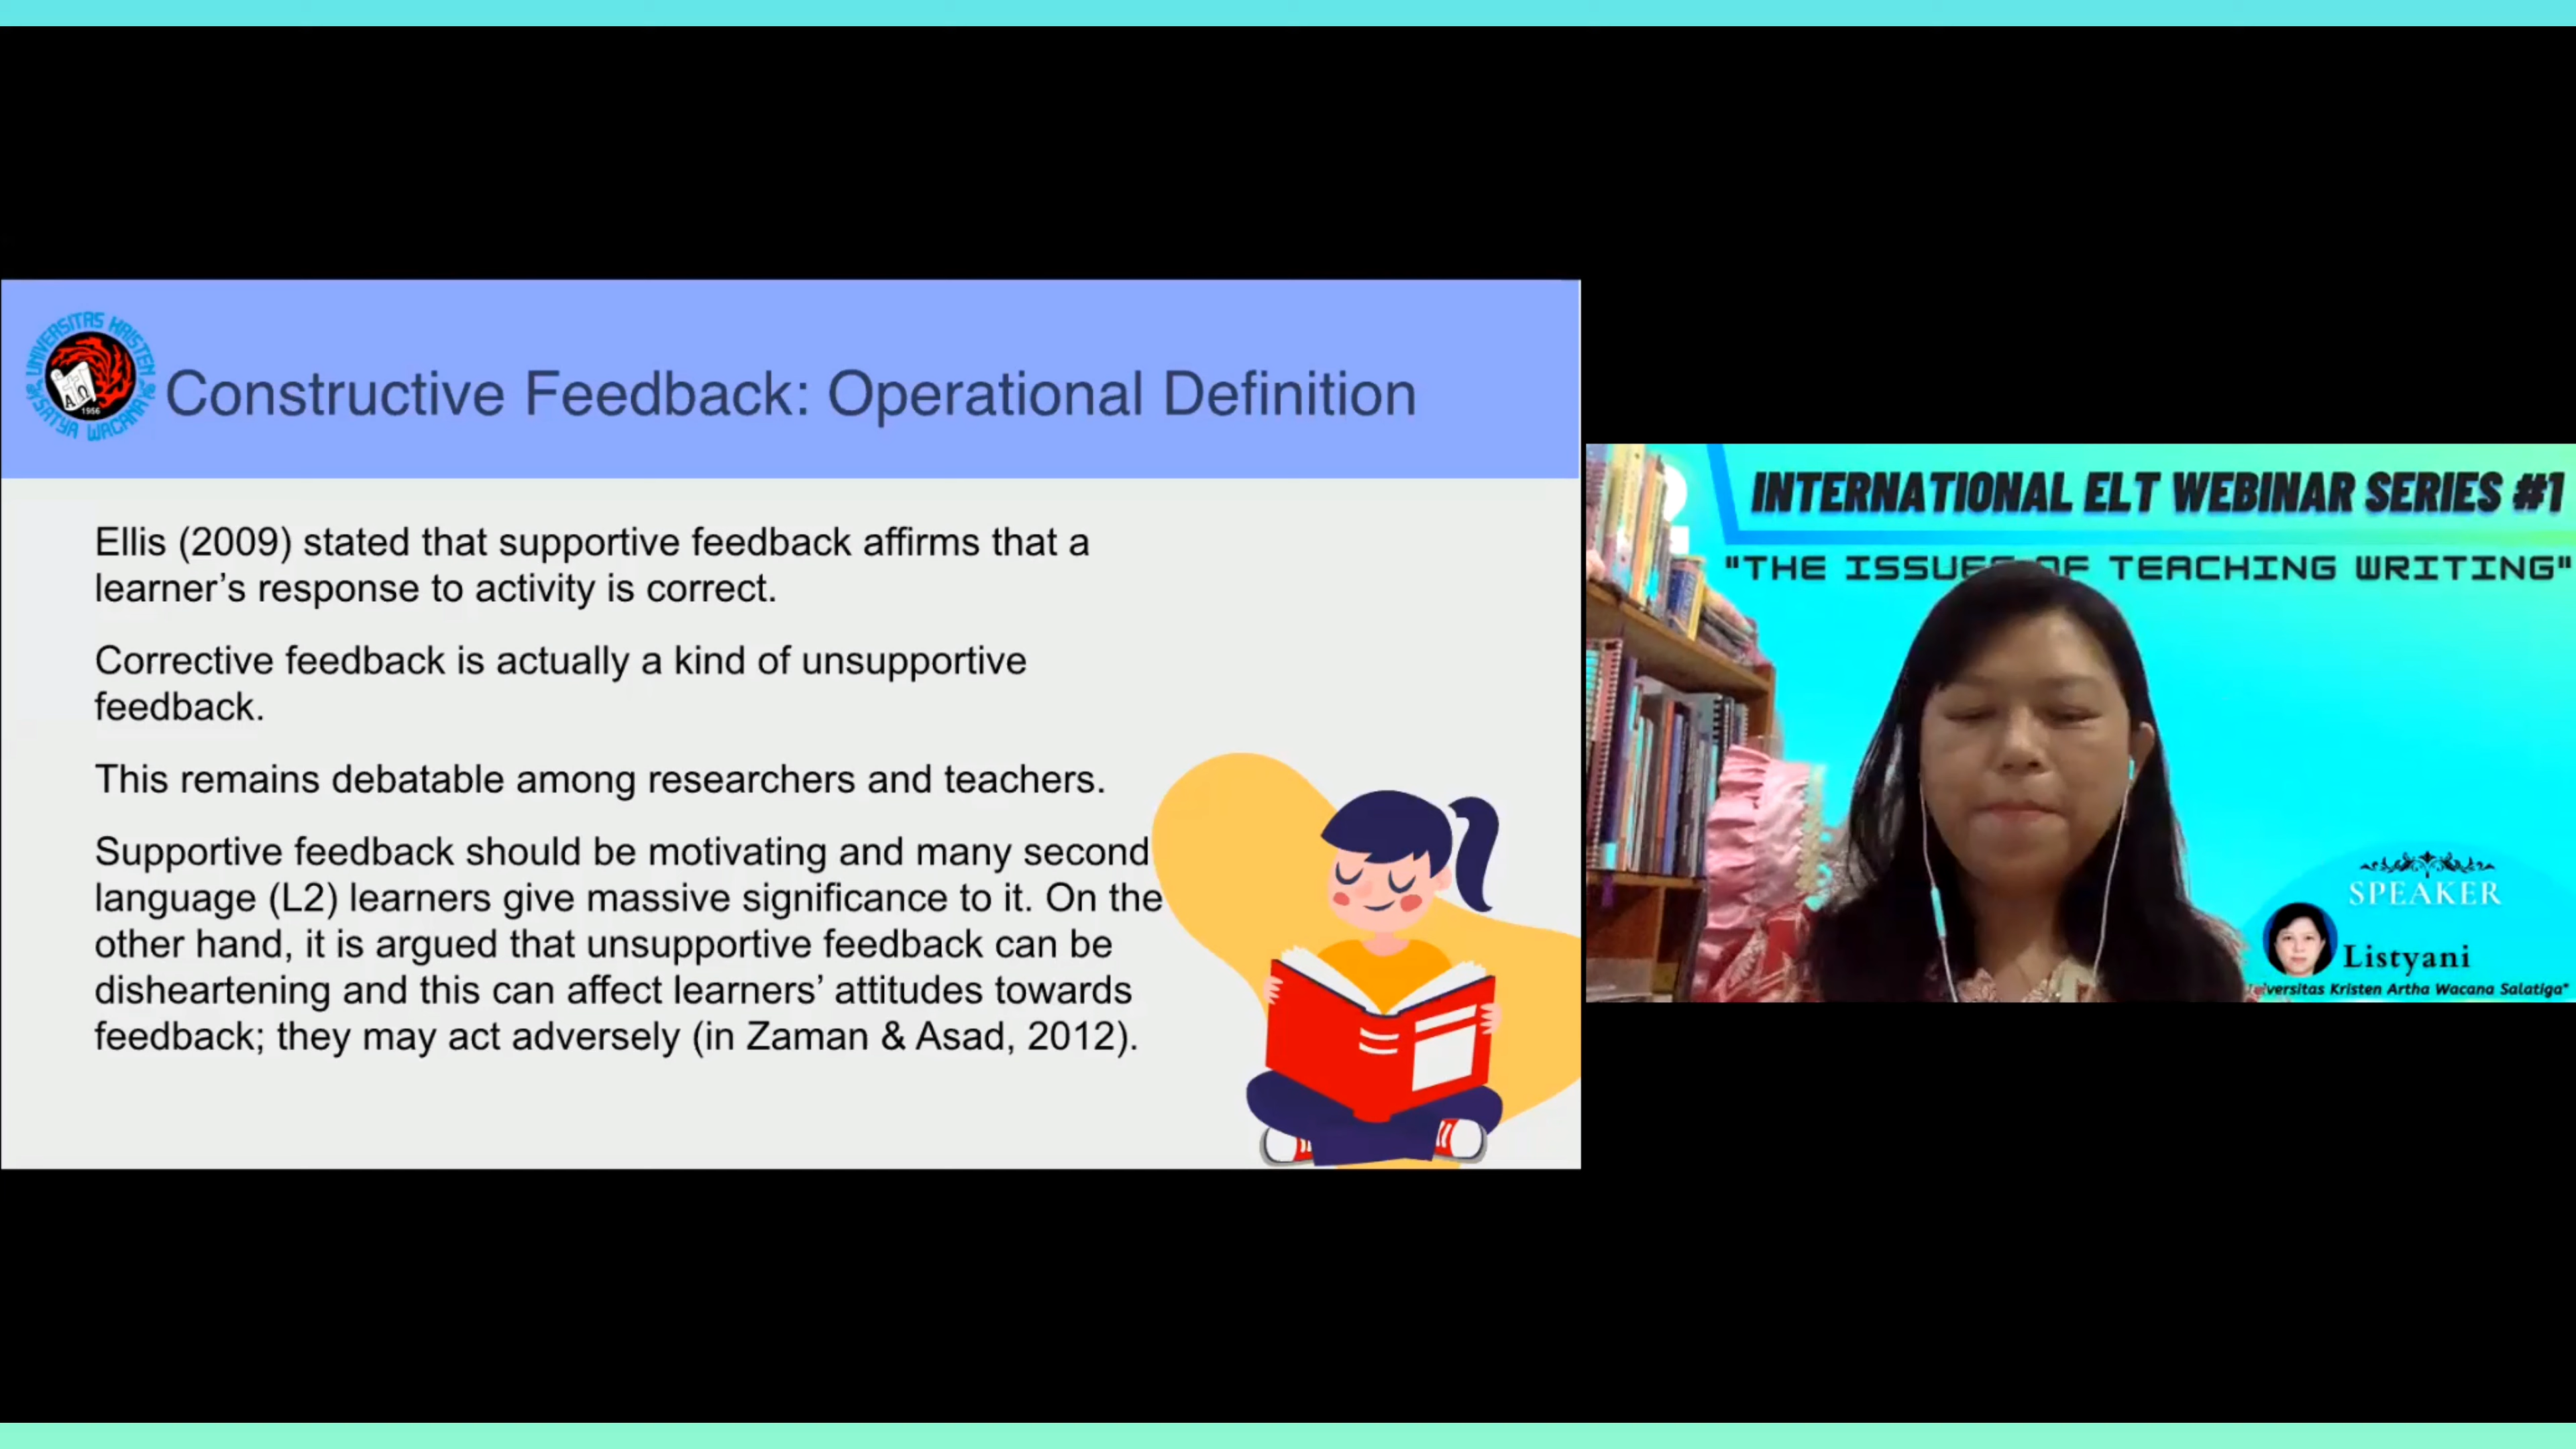 UNIVERSITAS KRISTEN
SATYA WACANA
1956
Constructive Feedback: Operational Definition
Ellis (2009) stated that supportive feedback affirms that a
learner’s response to activity is correct.
Corrective feedback is actually a kind of unsupportive
feedback.
This remains debatable among researchers and teachers.
Supportive feedback should be motivating and many second
language (L2) learners give massive significance to it. On the
other hand, it is argued that unsupportive feedback can be
disheartening and this can affect learners’ attitudes towards
feedback; they may act adversely (in Zaman & Asad, 2012).
INTERNATIONAL ELT WEBINAR SERIES #1
"THE ISSUES OF TEACHING WRITING"
SPEAKER
Listyani
versitas Kristen Artha Wacana Salatiga"